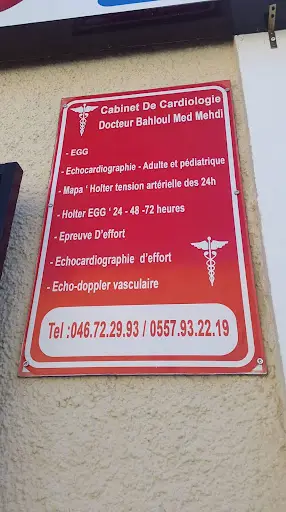 Cabinet De Cardiologie
Docteur Bahloul Med Mehdi
- EGG
- Echocardiographie - Adulte et pédiatrique
- Mapa ‘ Holter tension artérielle des 24h
- Holter EGG ‘ 24 - 48 -72 heures
- Epreuve D’effort
- Echocardiographie d’effort
- Echo-doppler vasculaire
Tel :046.72.29.93 / 0557.93.22.19